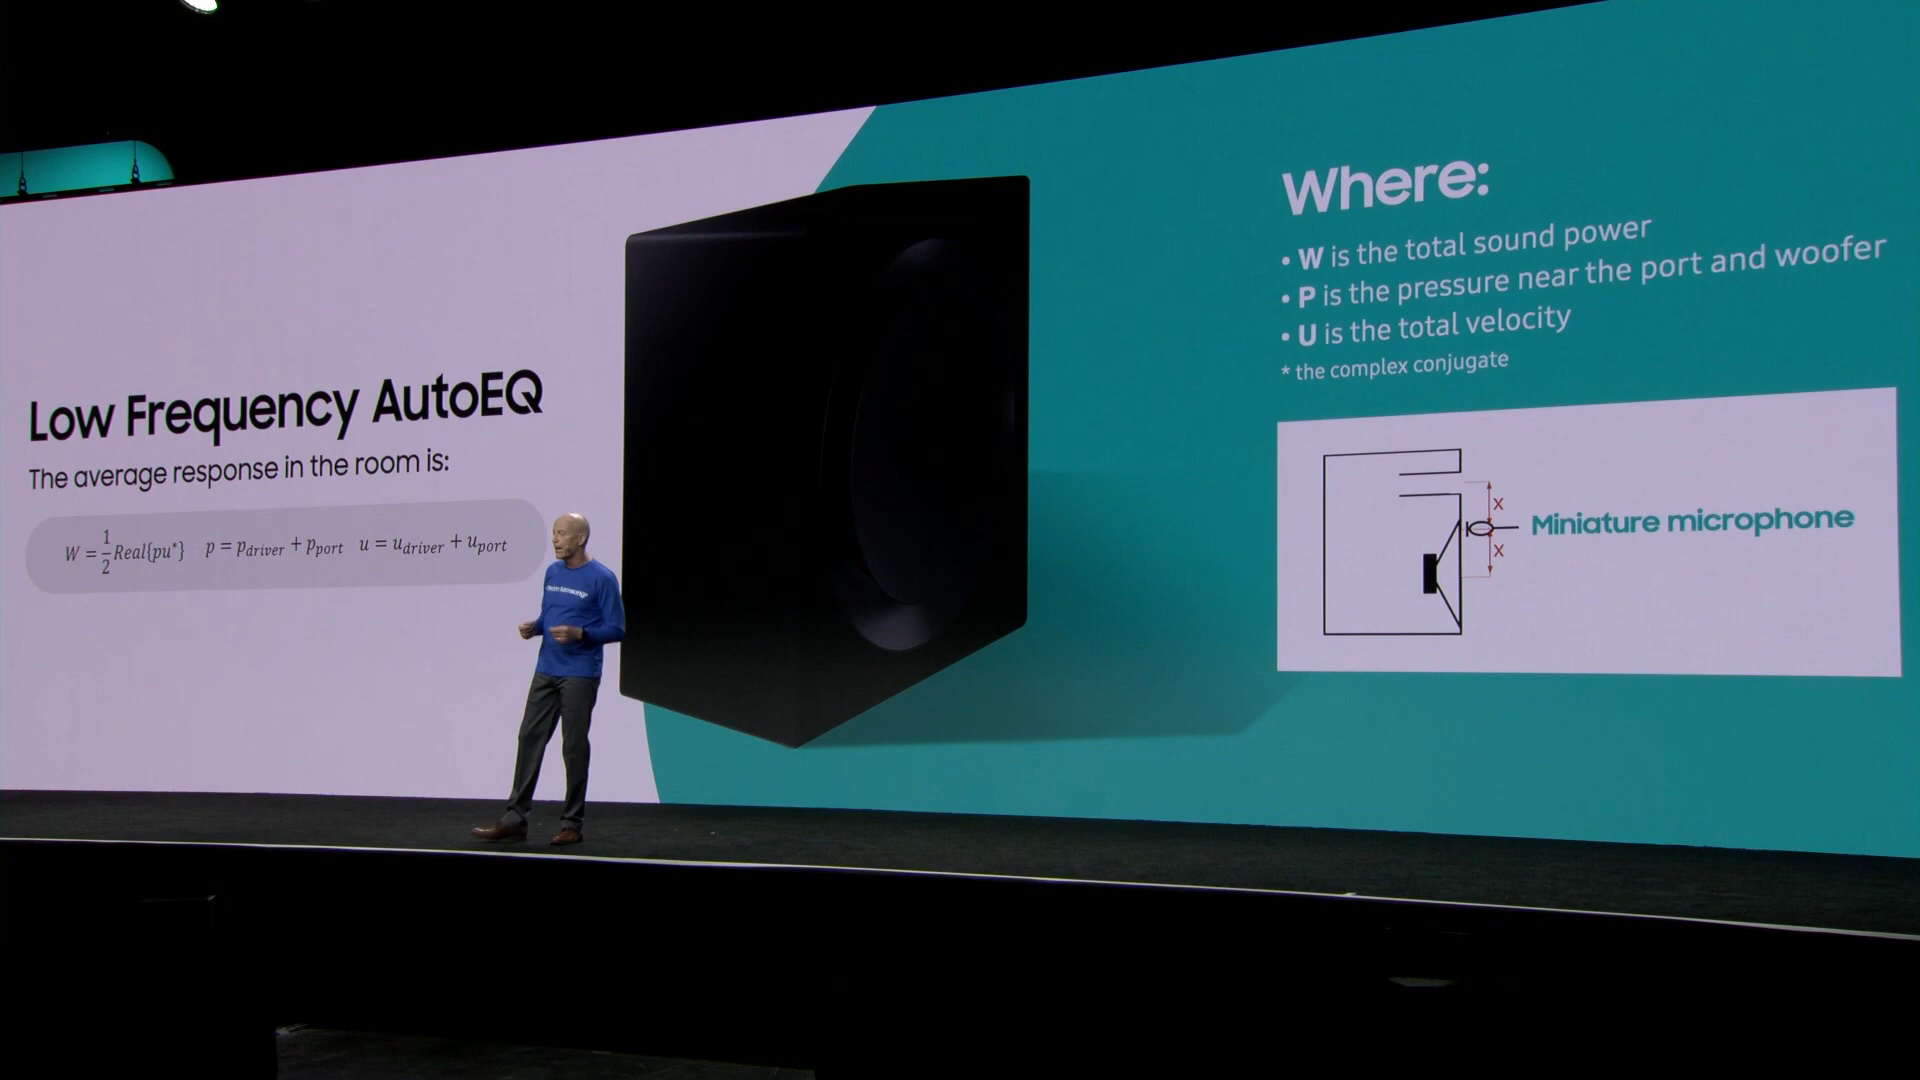 Low Frequency AutoEQ
The average response in the room is:
W = 1/2 Real{pu*} p = p_driver + p_port u = u_driver + u_port
Where:
• W is the total sound power
• P is the pressure near the port and woofer
• U is the total velocity
* the complex conjugate
X
Miniature microphone
X
Team Samsung